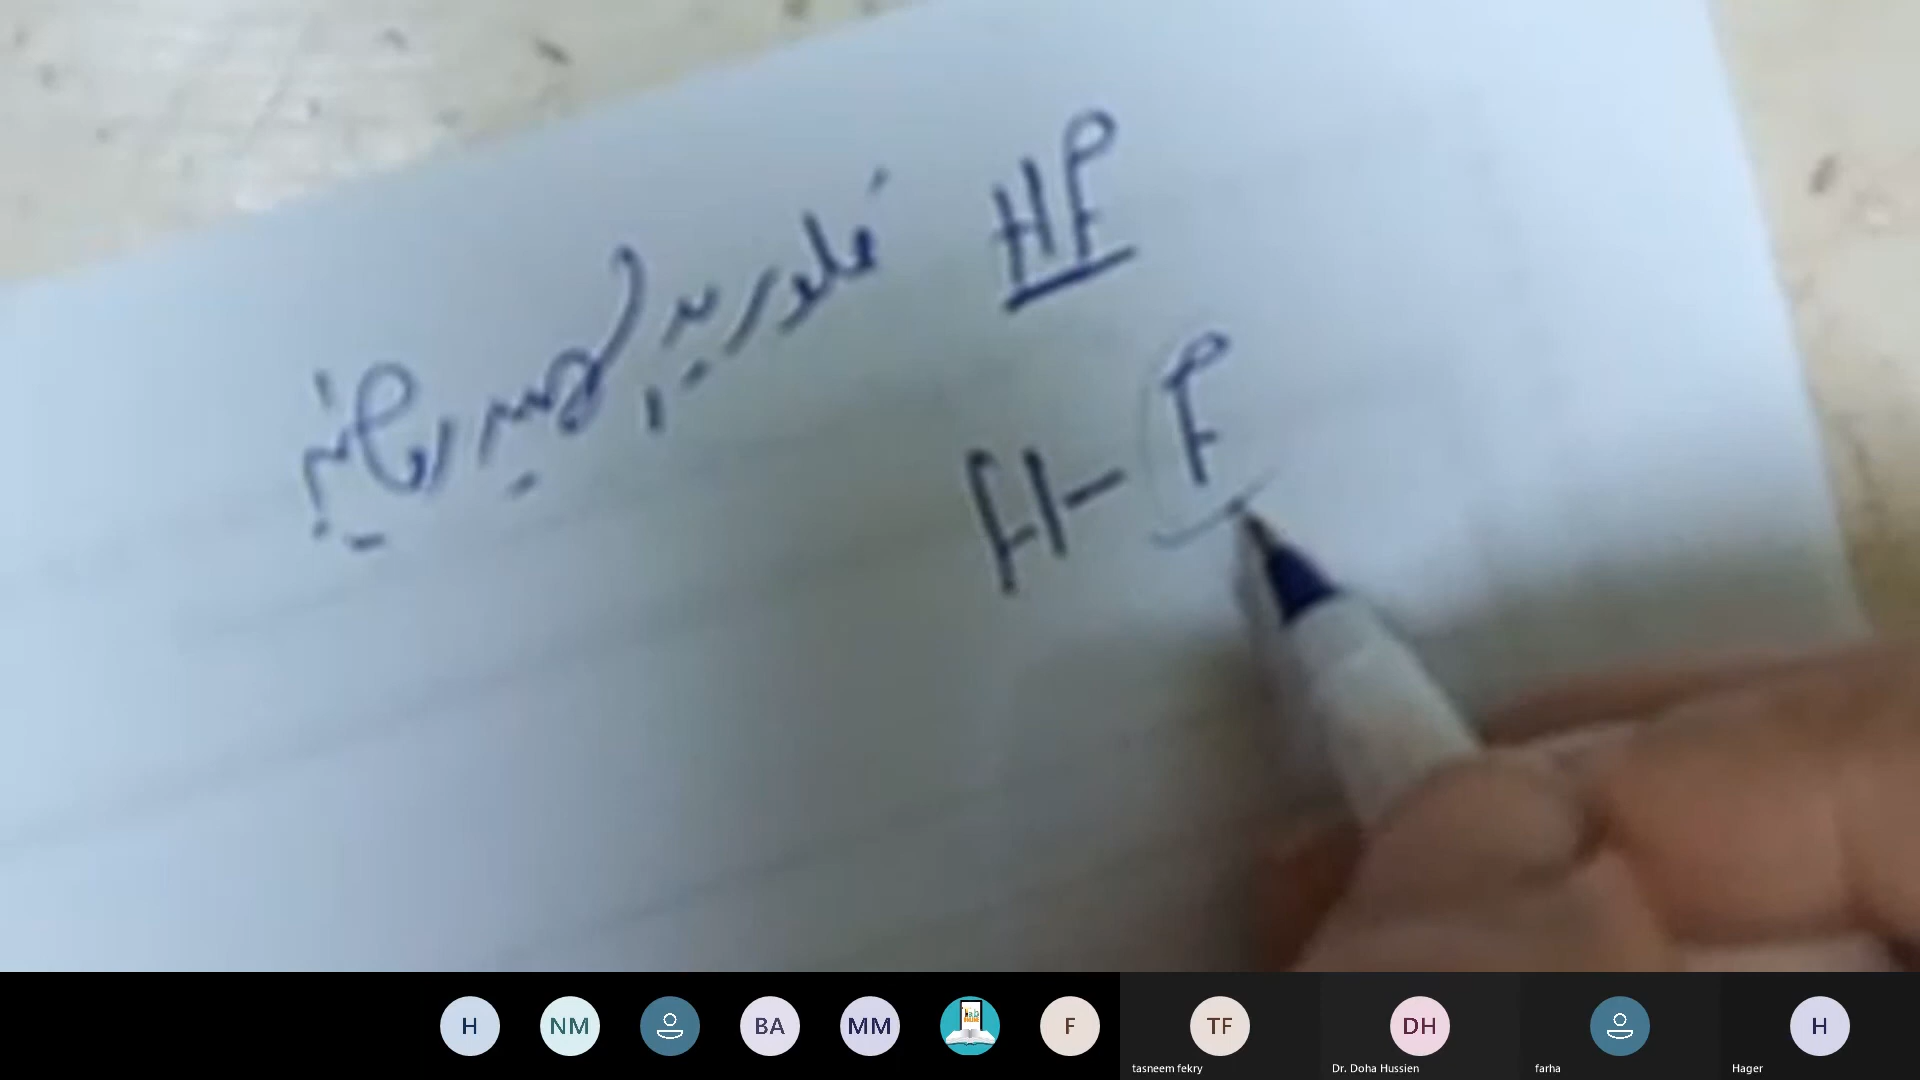 HF فلوريد الهيدروجين
H-F
H
NM
BA
MM
F
TF
DH
H
tasneem fekry
Dr. Doha Hussien
farha
Hager